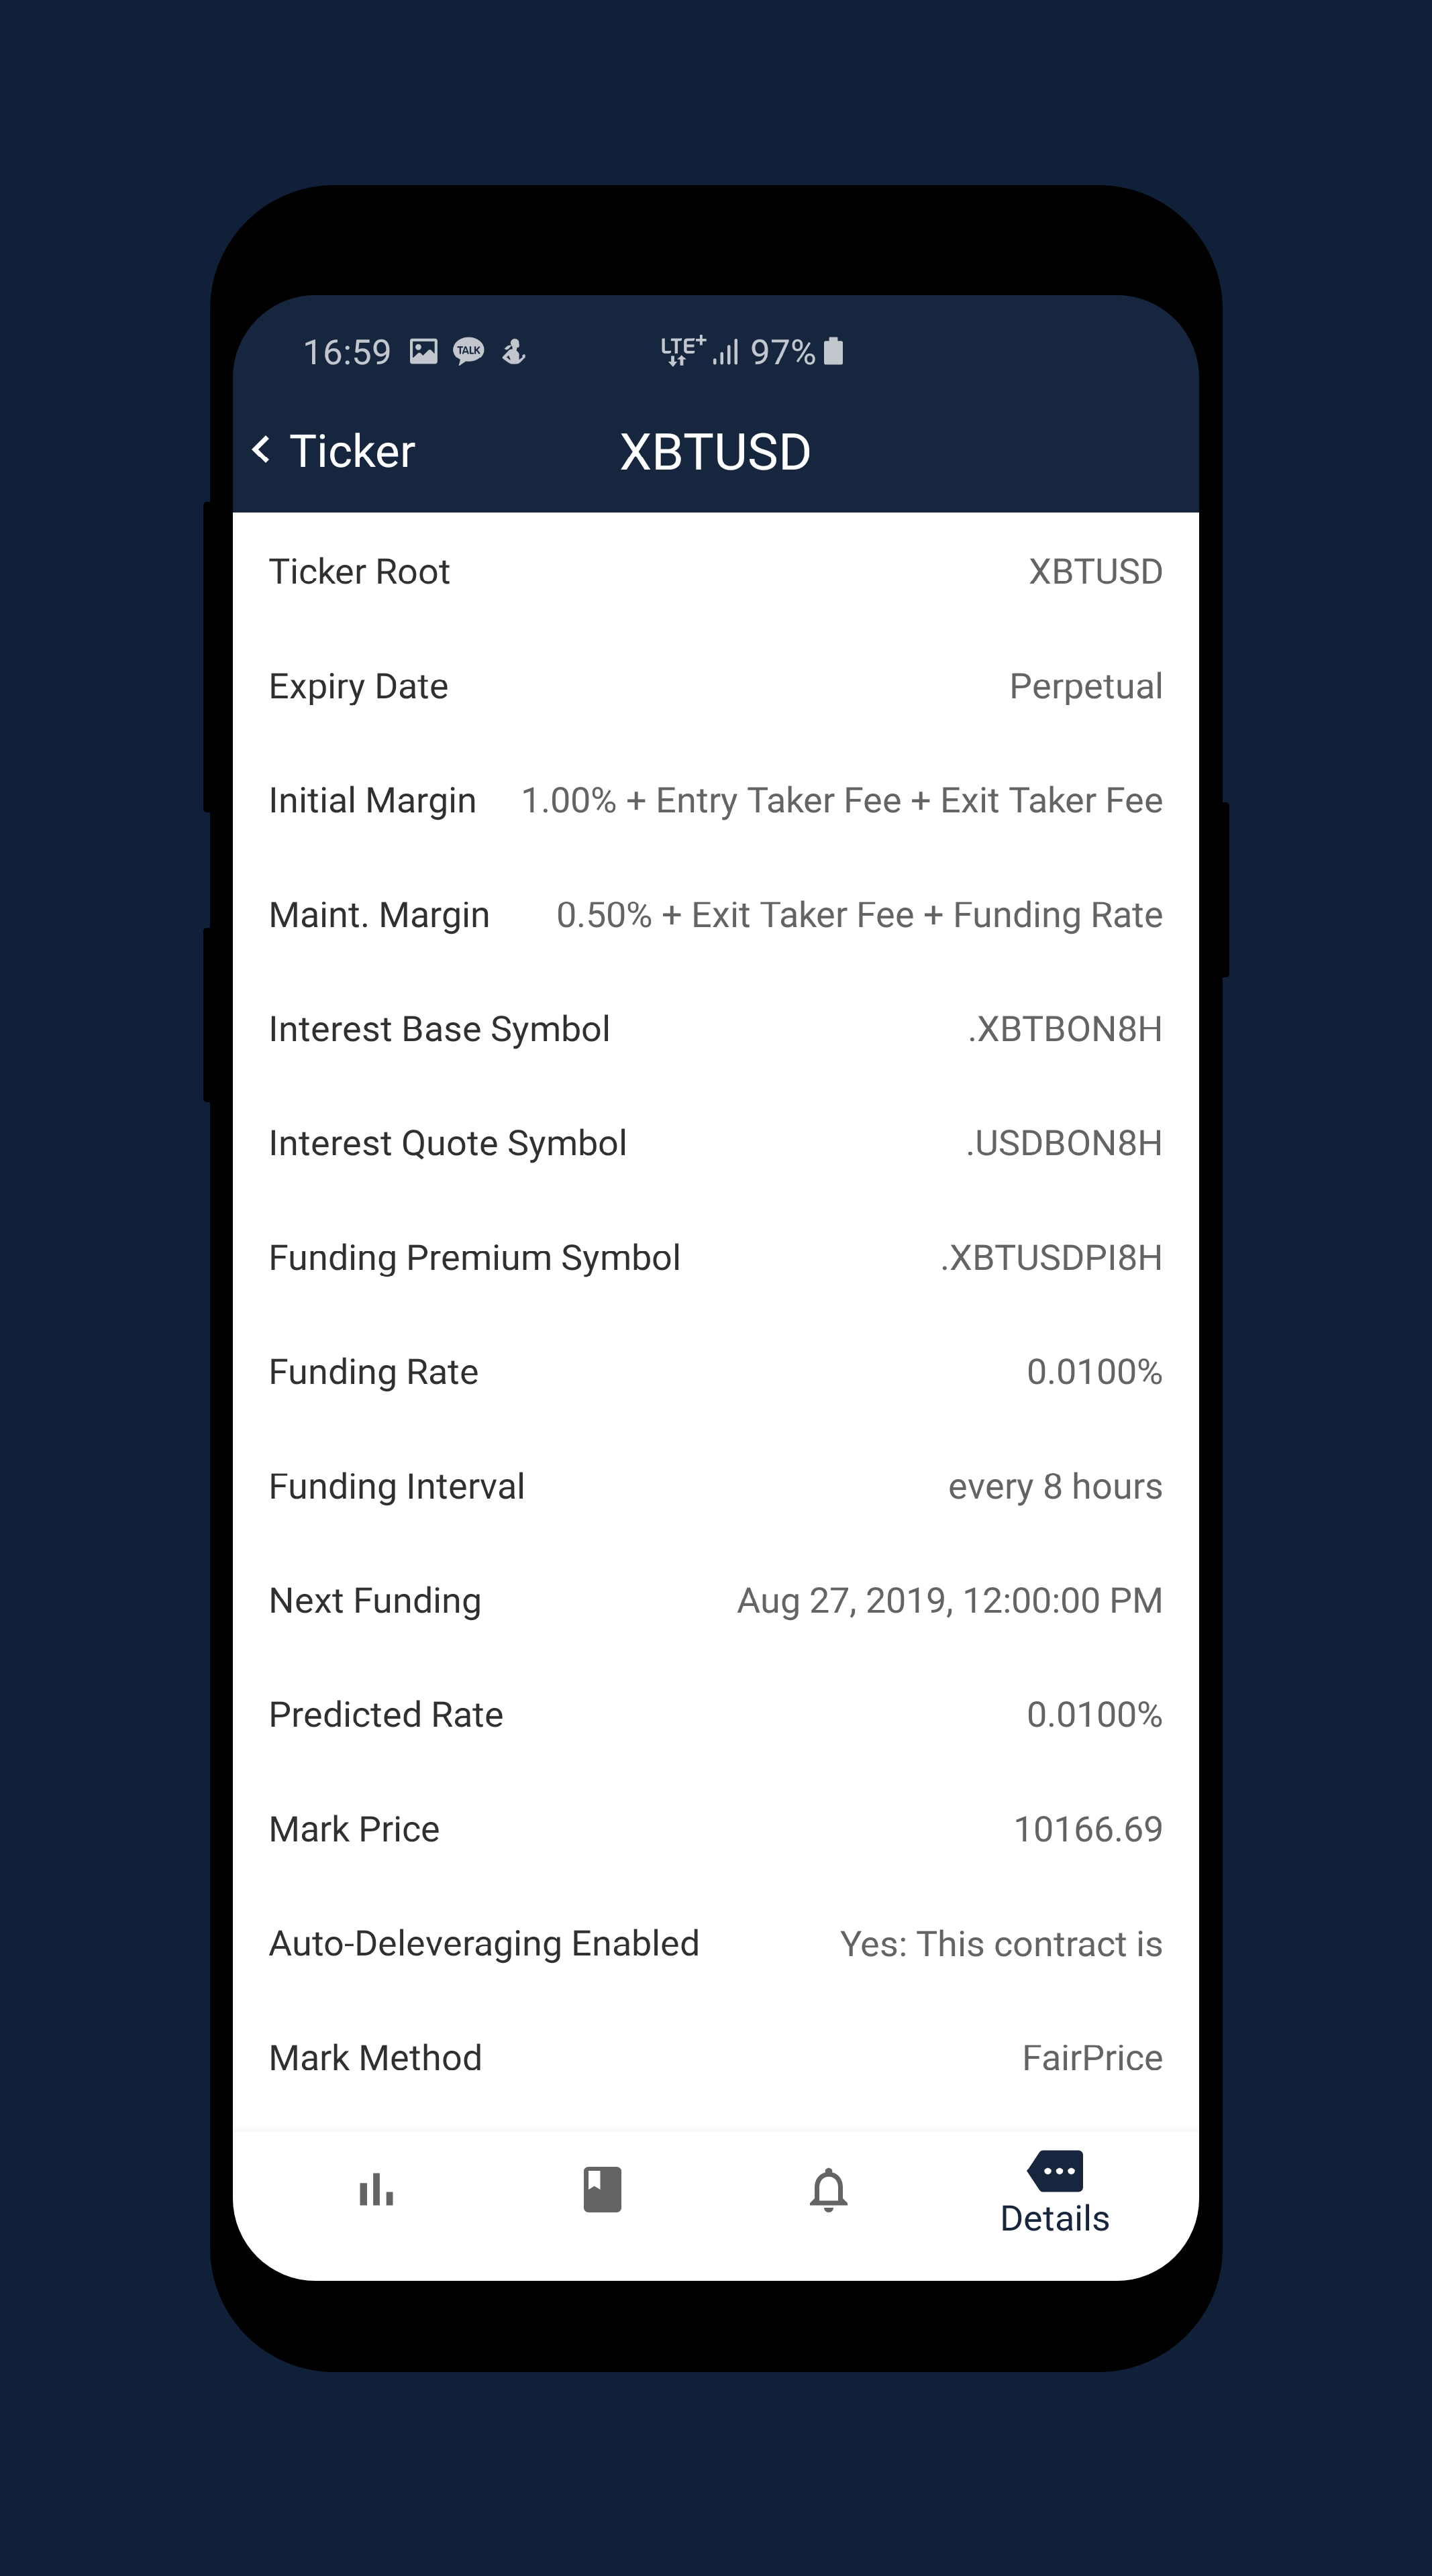 16:59 TALK LTE+ 97%
Ticker XBTUSD
Ticker Root XBTUSD
Expiry Date Perpetual
Initial Margin 1.00% + Entry Taker Fee + Exit Taker Fee
Maint. Margin 0.50% + Exit Taker Fee + Funding Rate
Interest Base Symbol .XBTBON8H
Interest Quote Symbol .USDBON8H
Funding Premium Symbol .XBTUSDPI8H
Funding Rate 0.0100%
Funding Interval every 8 hours
Next Funding Aug 27, 2019, 12:00:00 PM
Predicted Rate 0.0100%
Mark Price 10166.69
Auto-Deleveraging Enabled Yes: This contract is
Mark Method FairPrice
Details